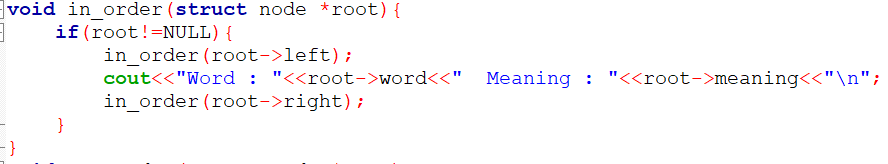 void in_order(struct node *root){
if(root!=NULL){
in_order(root->left);
cout<<"Word : "<<root->word<<"  Meaning : "<<root->meaning<<"\n";
in_order(root->right);
}
}